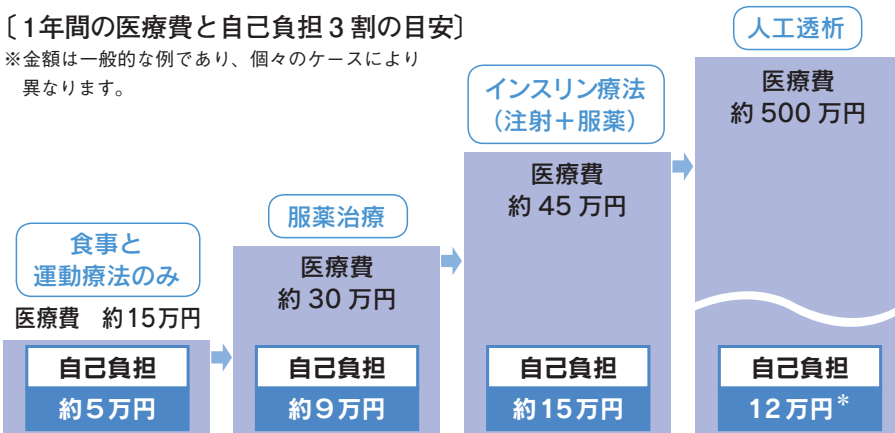 〔1年間の医療費と自己負担3割の目安〕
※金額は一般的な例であり、個々のケースにより
異なります。
食事と
運動療法のみ
医療費 約15万円
自己負担
約5万円
服薬治療
医療費
約30万円
自己負担
約9万円
インスリン療法
（注射＋服薬）
医療費
約45万円
自己負担
約15万円
人工透析
医療費
約500万円
自己負担
12万円＊